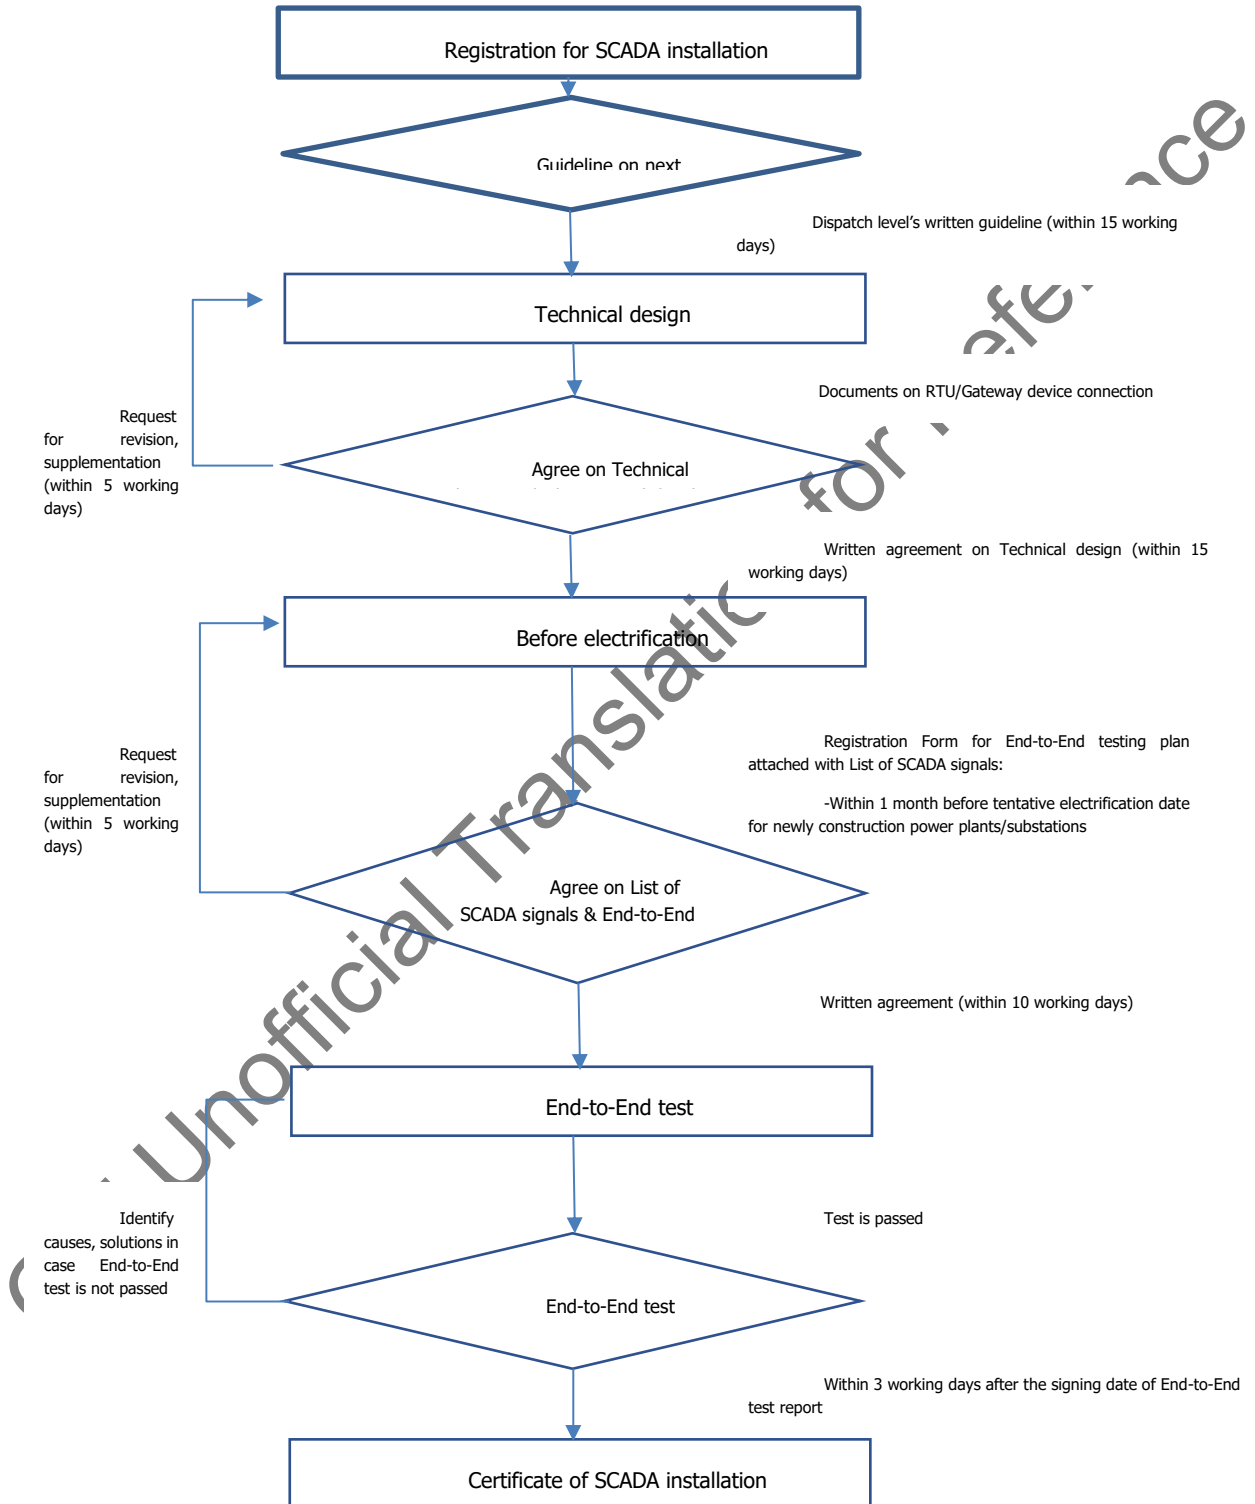 Registration for SCADA installation
Guideline on next
Dispatch level's written guideline (within 15 working
days)
Technical design
Documents on RTU/Gateway device connection
Request
for revision,
supplementation
(within 5 working
days)
Agree on Technical
Written agreement on Technical design (within 15
working days)
Before electrification
Request
for revision,
supplementation
(within 5 working
days)
Registration Form for End-to-End testing plan
attached with List of SCADA signals:
-Within 1 month before tentative electrification date
for newly construction power plants/substations
Agree on List of
SCADA signals & End-to-End
Written agreement (within 10 working days)
End-to-End test
Identify
causes, solutions in
case End-to-End
test is not passed
Test is passed
End-to-End test
Within 3 working days after the signing date of End-to-End
test report
Certificate of SCADA installation
Unofficial Translation for